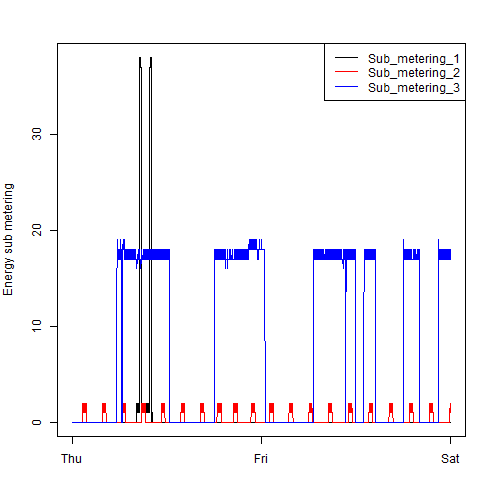 Sub_metering_1
Sub_metering_2
Sub_metering_3
Energy sub metering
30
20
10
0
Thu Fri Sat